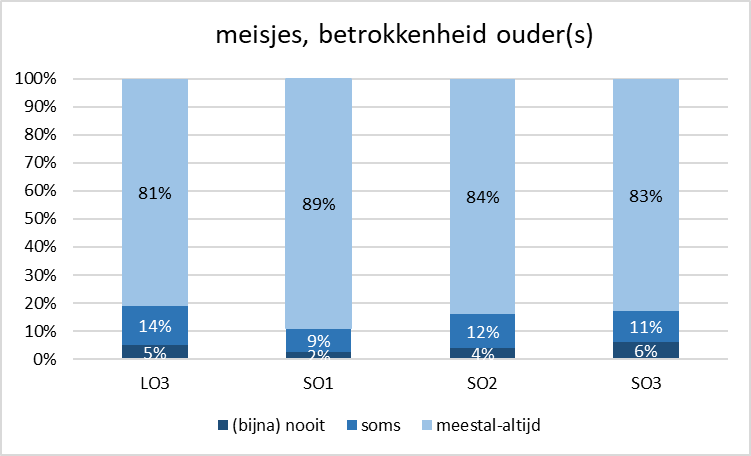 meisjes, betrokkenheid ouder(s)
100%
90%
80%
70%
60%
50%
40%
30%
20%
10%
0%
81% 89% 84% 83%
14% 9% 12% 11%
5% 2% 4% 6%
LO3 SO1 SO2 SO3
(bijna) nooit soms meestal-altijd